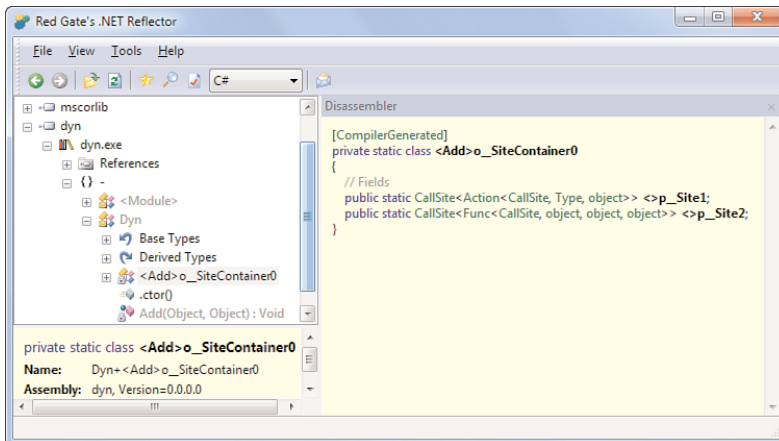 Red Gate's .NET Reflector
File View Tools Help
C#
mscorlib
dyn
dyn.exe
References
{} -
<Module>
Dyn
Base Types
Derived Types
<Add>o__SiteContainer0
.ctor()
Add(Object, Object) : Void
private static class <Add>o__SiteContainer0
Name: Dyn+<Add>o__SiteContainer0
Assembly: dyn, Version=0.0.0.0
Disassembler
[CompilerGenerated]
private static class <Add>o__SiteContainer0
{
// Fields
public static CallSite<Action<CallSite, Type, object>> <>p__Site1;
public static CallSite<Func<CallSite, object, object, object>> <>p__Site2;
}